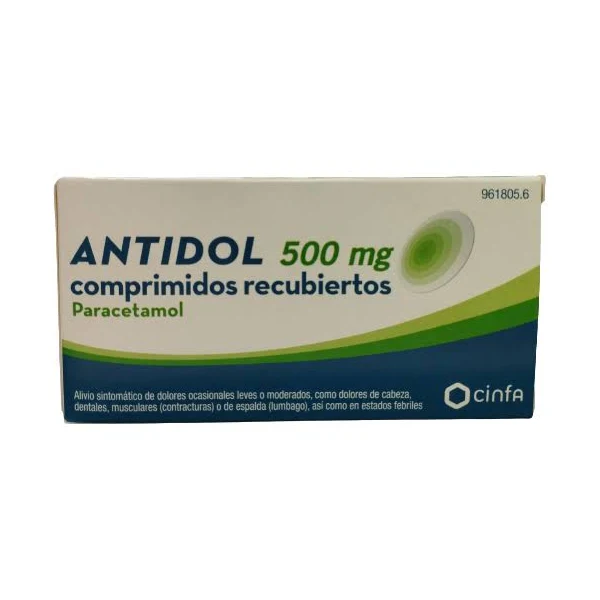 961805.6
ANTIDOL 500 mg
comprimidos recubiertos
Paracetamol
Alivio sintomático de dolores ocasionales leves o moderados, como dolores de cabeza,
dentales, musculares (contracturas) o de espalda (lumbago), así como en estados febriles
cinfa